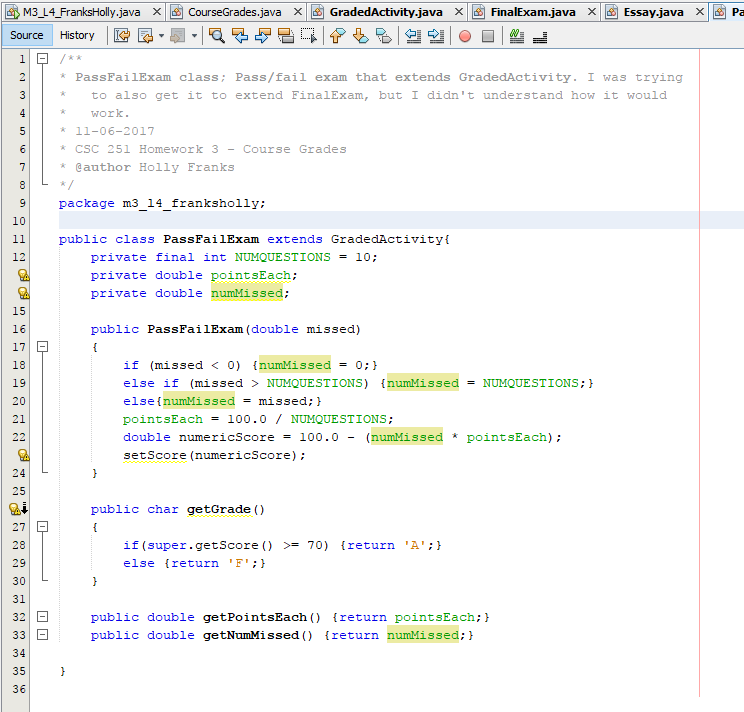 M3_L4_FranksHolly.java CourseGrades.java GradedActivity.java FinalExam.java Essay.java Pa
Source History
1 /**
2 * PassFailExam class; Pass/fail exam that extends GradedActivity. I was trying
3 * to also get it to extend FinalExam, but I didn't understand how it would
4 * work.
5 * 11-06-2017
6 * CSC 251 Homework 3 - Course Grades
7 * @author Holly Franks
8 */
9 package m3_l4_franksholly;
10
11 public class PassFailExam extends GradedActivity{
12 private final int NUMQUESTIONS = 10;
private double pointsEach;
private double numMissed;
15
16 public PassFailExam(double missed)
17 {
18 if (missed < 0) {numMissed = 0;}
19 else if (missed > NUMQUESTIONS) {numMissed = NUMQUESTIONS;}
20 else{numMissed = missed;}
21 pointsEach = 100.0 / NUMQUESTIONS;
22 double numericScore = 100.0 - (numMissed * pointsEach);
setScore(numericScore);
24 }
25
public char getGrade()
27 {
28 if(super.getScore() >= 70) {return 'A';}
29 else {return 'F';}
30 }
31
32 public double getPointsEach() {return pointsEach;}
33 public double getNumMissed() {return numMissed;}
34
35 }
36